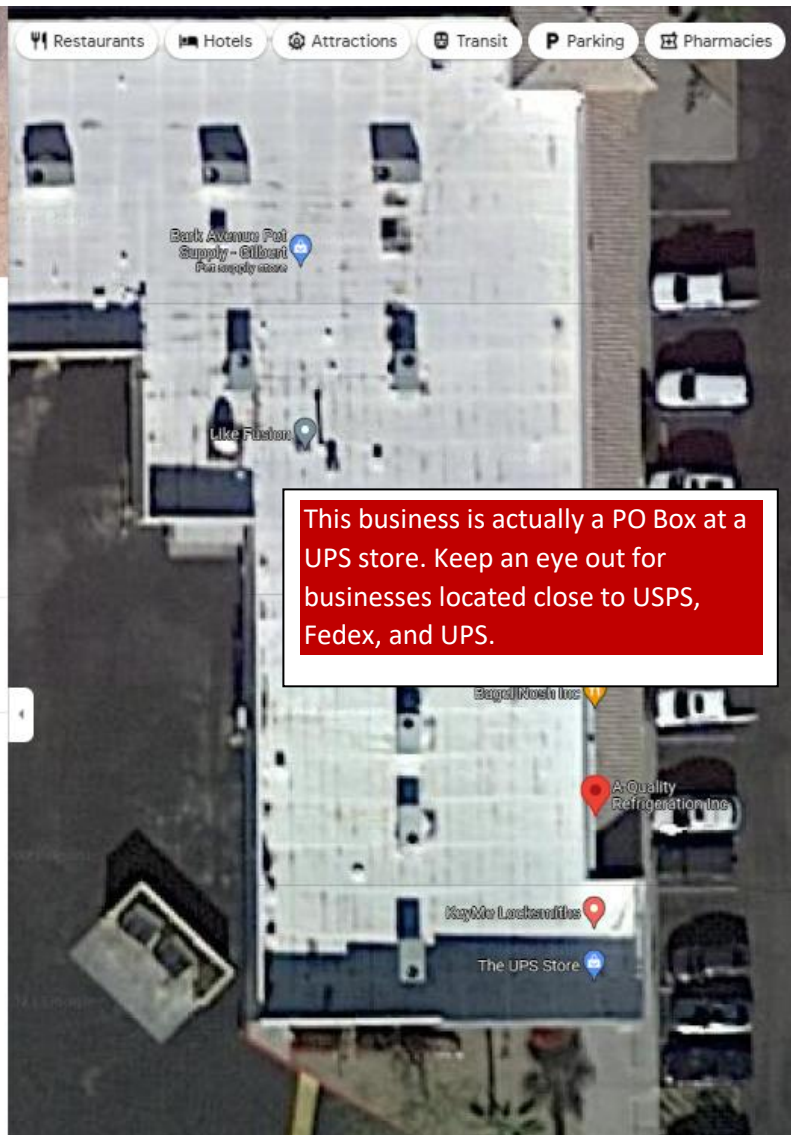 Restaurants
Hotels
Attractions
Transit
P Parking
Pharmacies
Bark Avenue Pet
Supply - Gilbert
Pet supply store
Like Fusion
This business is actually a PO Box at a
UPS store. Keep an eye out for
businesses located close to USPS,
Fedex, and UPS.
Bagel Nosh Inc
A-Quality
Refrigeration Inc
KeyMe Locksmiths
The UPS Store